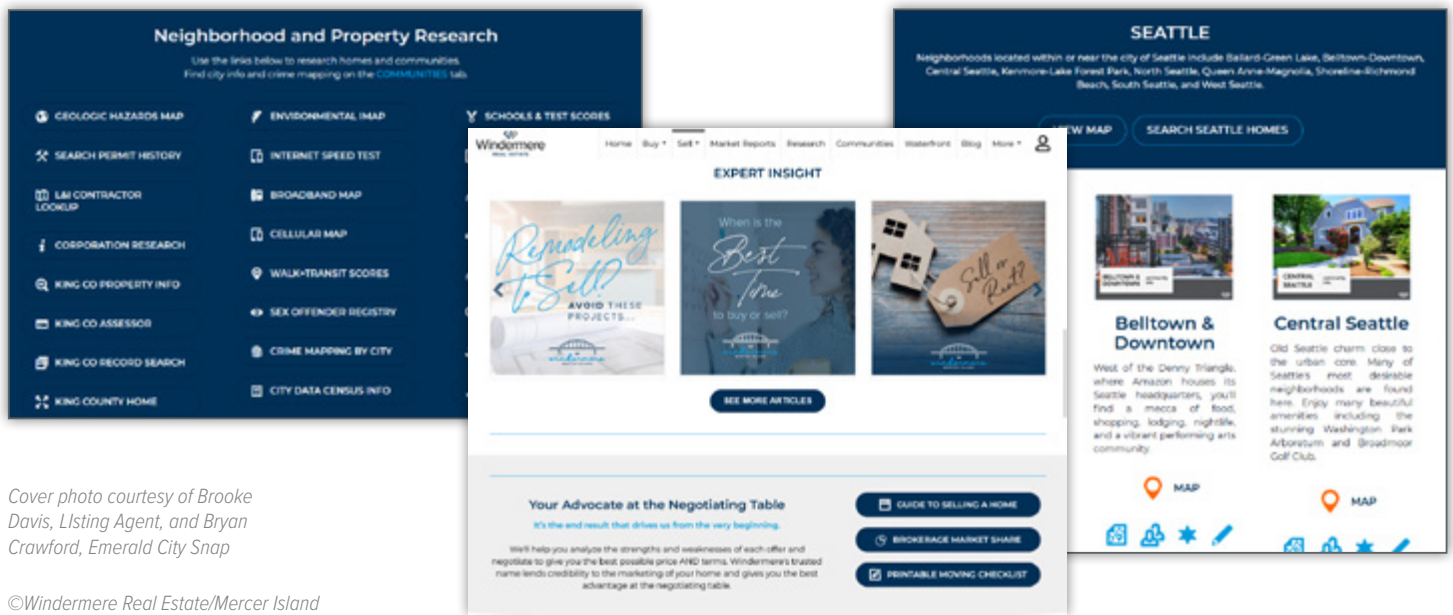 Neighborhood and Property Research
Use the links below to research homes and communities.
Find city info and crime mapping on the COMMUNITIES tab.
GEOLOGIC HAZARDS MAP
SEARCH PERMIT HISTORY
L&I CONTRACTOR
LOOKUP
CORPORATION RESEARCH
KING CO PROPERTY INFO
KING CO ASSESSOR
KING CO RECORD SEARCH
KING COUNTY HOME
ENVIRONMENTAL IMAP
INTERNET SPEED TEST
BROADBAND MAP
CELLULAR MAP
WALK+TRANSIT SCORES
SEX OFFENDER REGISTRY
CRIME MAPPING BY CITY
CITY DATA CENSUS INFO
SCHOOLS & TEST SCORES
Windermere
REAL ESTATE
Home Buy Sell Market Reports Research Communities Waterfront Blog More
EXPERT INSIGHT
Remodeling
to Sell?
AVOID THESE
PROJECTS...
windermere
When is the
Best
Time
to buy or sell?
windermere
Sell or
Rent?
windermere
SEE MORE ARTICLES
Your Advocate at the Negotiating Table
It's the end result that drives us from the very beginning.
We'll help you analyze the strengths and weaknesses of each offer and
negotiate to give you the best possible price AND terms. Windermere's trusted
name lends credibility to the marketing of your home and gives you the best
advantage at the negotiating table.
GUIDE TO SELLING A HOME
BROKERAGE MARKET SHARE
PRINTABLE MOVING CHECKLIST
SEATTLE
Neighborhoods located within or near the city of Seattle include Ballard-Green Lake, Belltown-Downtown,
Central Seattle, Kenmore-Lake Forest Park, North Seattle, Queen Anne-Magnolia, Shoreline-Richmond
Beach, South Seattle, and West Seattle.
VIEW MAP
SEARCH SEATTLE HOMES
BELLTOWN &
DOWNTOWN
Belltown &
Downtown
West of the Denny Triangle,
where Amazon houses its
Seattle headquarters, you'll
find a mecca of food,
shopping, lodging, nightlife,
and a vibrant performing arts
community.
MAP
CENTRAL
SEATTLE
Central Seattle
Old Seattle charm close to
the urban core. Many of
Seattle's most desirable
neighborhoods are found
here. Enjoy many beautiful
amenities including the
stunning Washington Park
Arboretum and Broadmoor
Golf Club.
MAP
Cover photo courtesy of Brooke
Davis, LIsting Agent, and Bryan
Crawford, Emerald City Snap
©Windermere Real Estate/Mercer Island